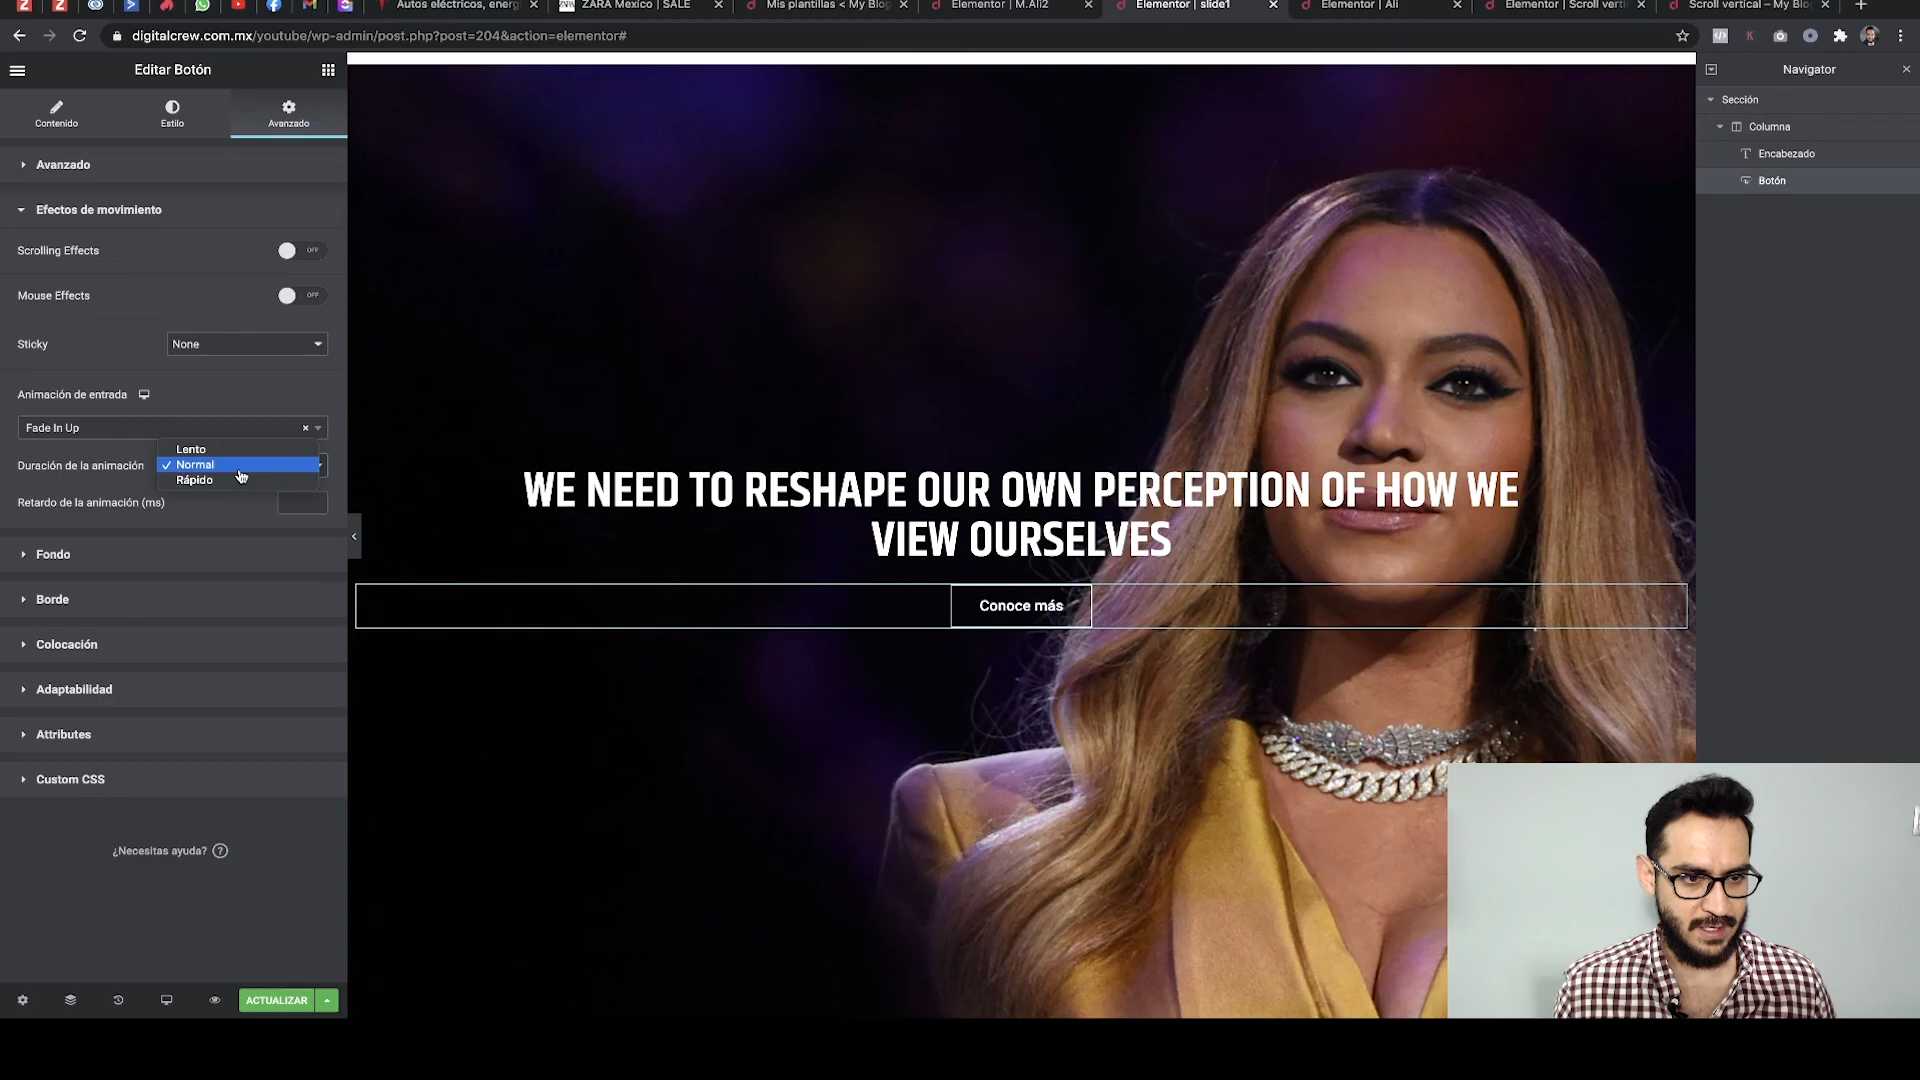 Autos eléctricos, energ
ZARA Mexico | SALE
Mis plantillas < My Blog
Elementor | M.Ali2
Elementor | slide1
Elementor | Ali
Elementor | Scroll verti
Scroll vertical – My Blo
digitalcrew.com.mx/youtube/wp-admin/post.php?post=204&action=elementor#
Editar Botón
Contenido
Estilo
Avanzado
Avanzado
Efectos de movimiento
Scrolling Effects
OFF
Mouse Effects
OFF
Sticky
None
Animación de entrada
Fade In Up
Duración de la animación
Lento
Normal
Rápido
Retardo de la animación (ms)
Fondo
Borde
Colocación
Adaptabilidad
Attributes
Custom CSS
¿Necesitas ayuda? ?
ACTUALIZAR
WE NEED TO RESHAPE OUR OWN PERCEPTION OF HOW WE
VIEW OURSELVES
Conoce más
Navigator
Sección
Columna
Encabezado
Botón